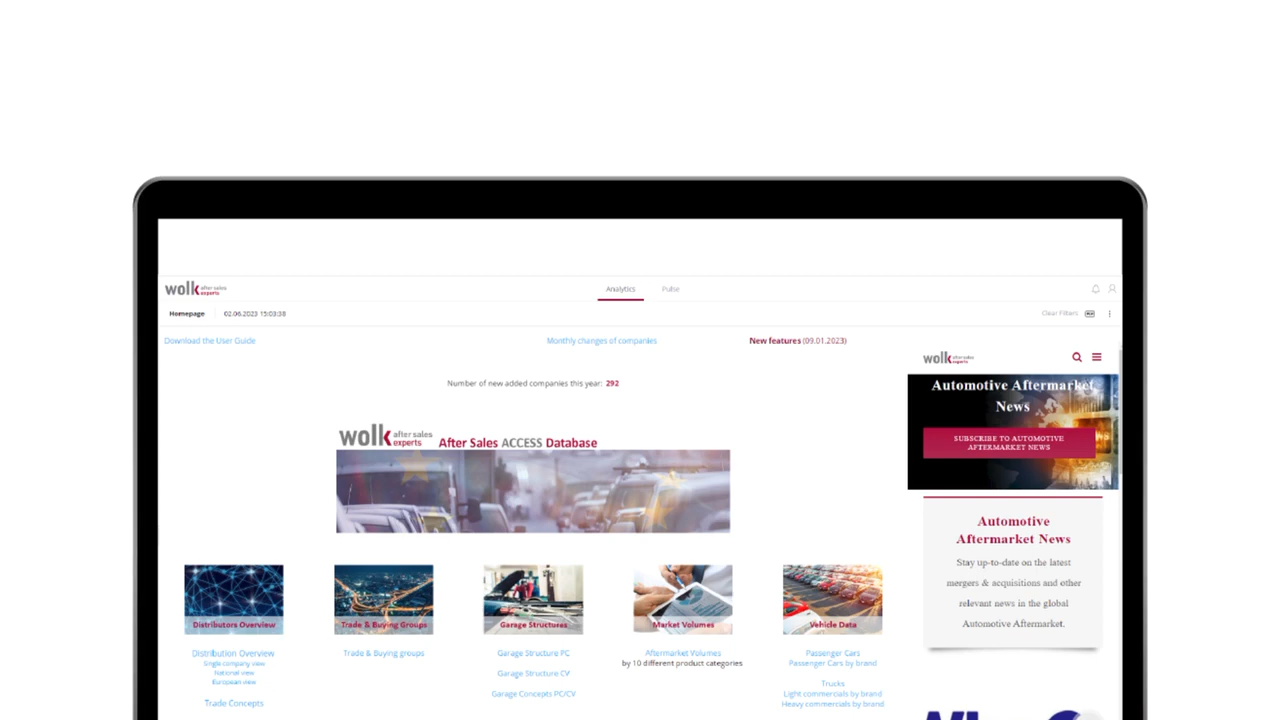 wolk after sales experts
Analytics
Pulse
Homepage
02.06.2023 15:03:38
Clear Filters
Download the User Guide
Monthly changes of companies
New features (09.01.2023)
Number of new added companies this year: 292
wolk after sales experts
After Sales ACCESS Database
Distributors Overview
Distribution Overview
Single company view
National view
European view
Trade Concepts
Trade & Buying Groups
Trade & Buying groups
Garage Structures
Garage Structure PC
Garage Structure CV
Garage Concepts PC/CV
Market Volumes
Aftermarket Volumes
by 10 different product categories
Vehicle Data
Passenger Cars
Passenger Cars by brand
Trucks
Light commercials by brand
Heavy commercials by brand
wolk after sales experts
Automotive Aftermarket
News
SUBSCRIBE TO AUTOMOTIVE
AFTERMARKET NEWS
Automotive
Aftermarket News
Stay up-to-date on the latest
mergers & acquisitions and other
relevant news in the global
Automotive Aftermarket.